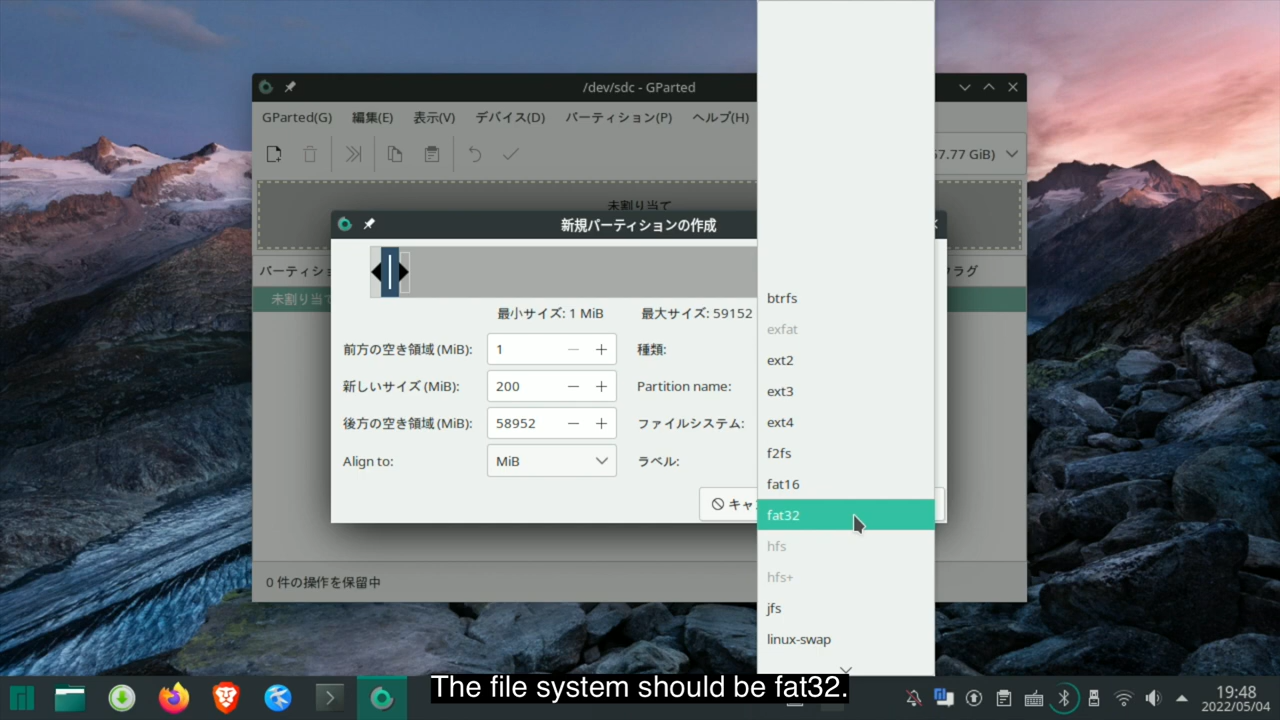 /dev/sdc - GParted
GParted(G) 編集(E) 表示(V) デバイス(D) パーティション(P) ヘルプ(H)
7.77 GiB)
未割り当て
新規パーティションの作成
パーティショ
フラグ
未割り当て
最小サイズ: 1 MiB 最大サイズ: 59152
前方の空き領域 (MiB): 1 種類:
新しいサイズ (MiB): 200 Partition name:
後方の空き領域 (MiB): 58952 ファイルシステム:
Align to: MiB ラベル:
キャ
btrfs
exfat
ext2
ext3
ext4
f2fs
fat16
fat32
hfs
hfs+
jfs
linux-swap
0 件の操作を保留中
The file system should be fat32.
19:48
2022/05/04